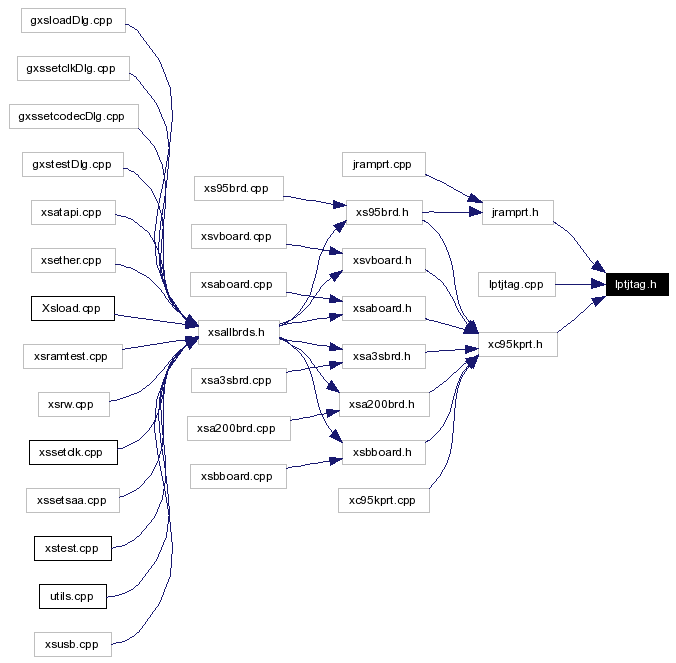 gxsloadDlg.cpp
gxssetclkDlg.cpp
gxssetcodecDlg.cpp
gxstestDlg.cpp
xsatapi.cpp
xsether.cpp
Xsload.cpp
xsramtest.cpp
xsrw.cpp
xssetclk.cpp
xssetsaa.cpp
xstest.cpp
utils.cpp
xsusb.cpp
xs95brd.cpp
xsvboard.cpp
xsaboard.cpp
xsallbrds.h
xsa3sbrd.cpp
xsa200brd.cpp
xsbboard.cpp
jramprt.cpp
xs95brd.h
xsvboard.h
xsaboard.h
xsa3sbrd.h
xsa200brd.h
xsbboard.h
xc95kprt.cpp
jramprt.h
lptjtag.cpp
xc95kprt.h
lptjtag.h